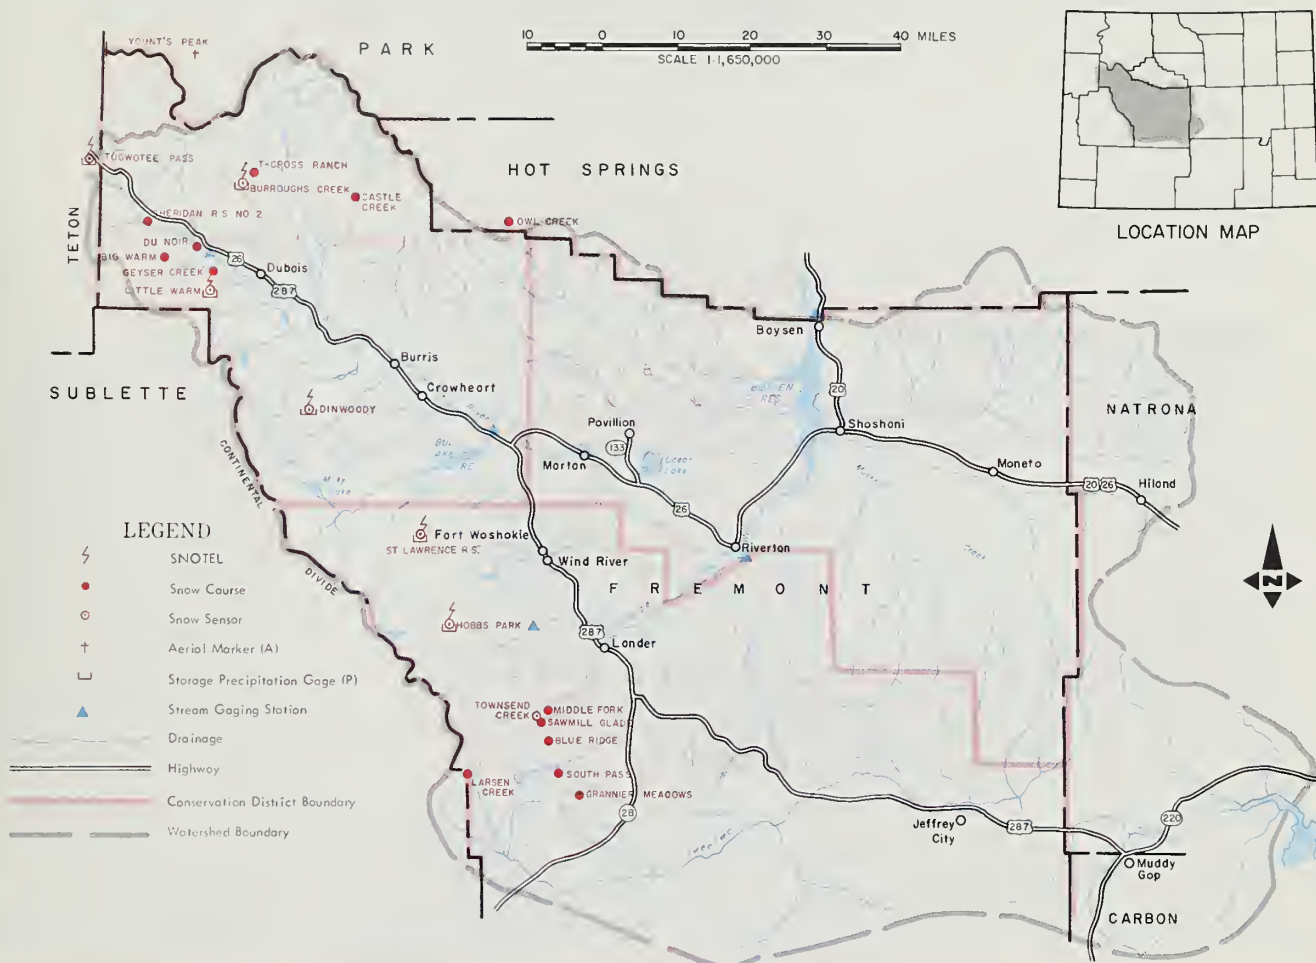 YOUNT'S PEAK
PARK
10 0 10 20 30 40 MILES
SCALE 1:1,650,000
LOCATION MAP
TOGWOTEE PASS
T-CROSS RANCH
BURROUGHS CREEK
CASTLE
CREEK
HOT SPRINGS
OWL CREEK
TETON
SHERIDAN R.S. NO 2
DU NOIR
BIG WARM
GEYSER CREEK
LITTLE WARM
26
Dubois
287
Boysen
20
RES
SUBLETTE
Burris
Crowheart
River
DINWOODY
Povillion
133
Morton
Shoshoni
Moneto
NATRONA
20 26
Hiland
26
Riverton
CONTINENTAL
DIVIDE
Fort Woshokie
ST LAWRENCE R.S.
Wind River
FREMONT
LEGEND
SNOTEL
Snow Course
Snow Sensor
Aerial Marker (A)
Storage Precipitation Gage (P)
Stream Gaging Station
Drainage
Highway
Conservation District Boundary
Watershed Boundary
N
HOBBS PARK
287
Lander
TOWNSEND
CREEK
MIDDLE FORK
SAWMILL GLADE
BLUE RIDGE
LARSEN
CREEK
SOUTH PASS
GRANNIER MEADOWS
28
Jeffrey
City
287
220
Muddy
Gap
CARBON